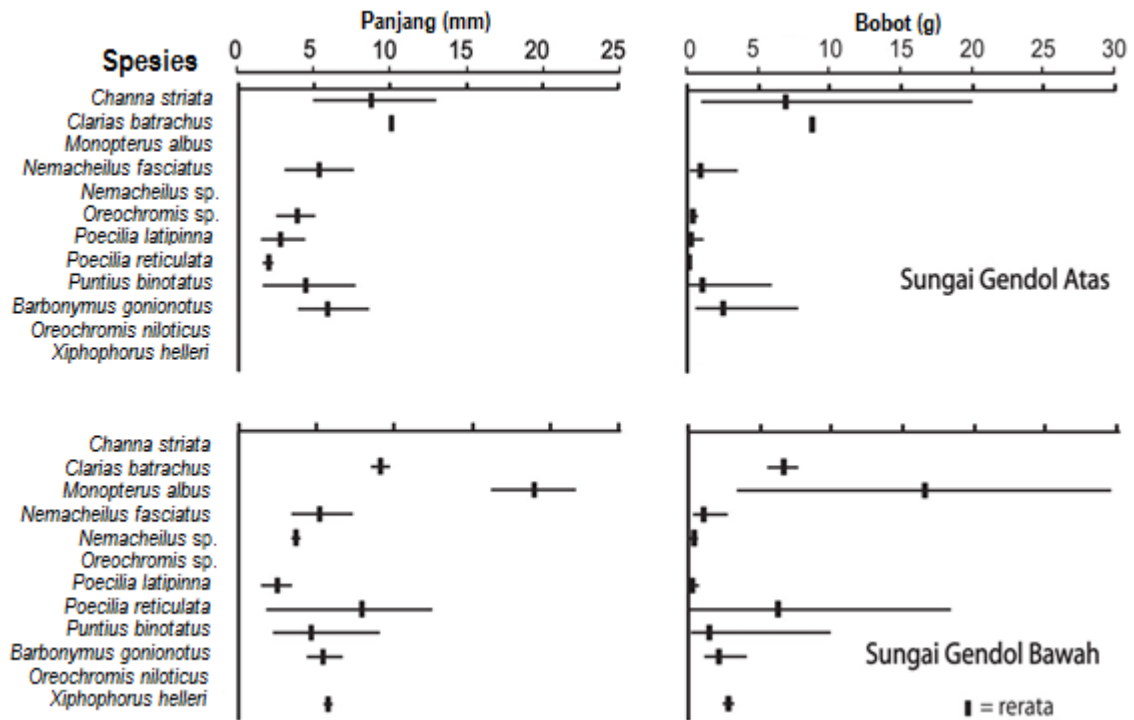 Panjang (mm)
Bobot (g)
Spesies
0 5 10 15 20 25
0 5 10 15 20 25 30
Channa striata
Clarias batrachus
Monopterus albus
Nemacheilus fasciatus
Nemacheilus sp.
Oreochromis sp.
Poecilia latipinna
Poecilia reticulata
Puntius binotatus
Barbonymus gonionotus
Oreochromis niloticus
Xiphophorus helleri
Sungai Gendol Atas
Channa striata
Clarias batrachus
Monopterus albus
Nemacheilus fasciatus
Nemacheilus sp.
Oreochromis sp.
Poecilia latipinna
Poecilia reticulata
Puntius binotatus
Barbonymus gonionotus
Oreochromis niloticus
Xiphophorus helleri
Sungai Gendol Bawah
= rerata